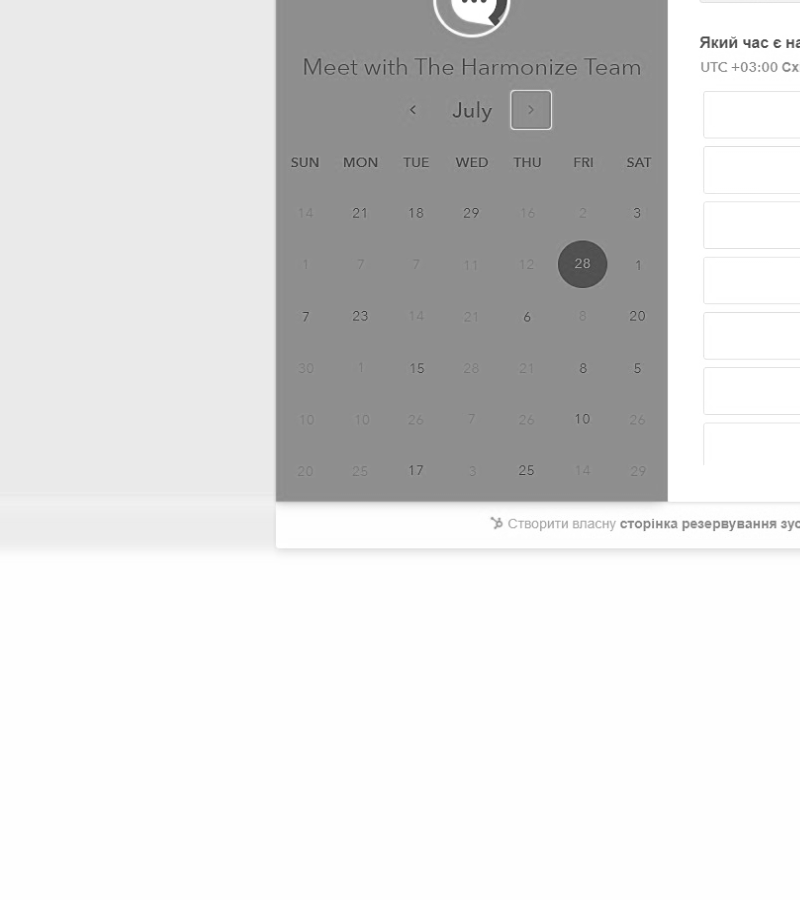 Meet with The Harmonize Team
July
SUN MON TUE WED THU FRI SAT
14 21 18 29 16 2 3
1 7 7 11 12 28 1
7 23 14 21 6 8 20
30 1 15 28 21 8 5
10 10 26 7 26 10 26
20 25 17 3 25 14 29
Який час є
UTC +03:00
Створити власну сторінка резервування